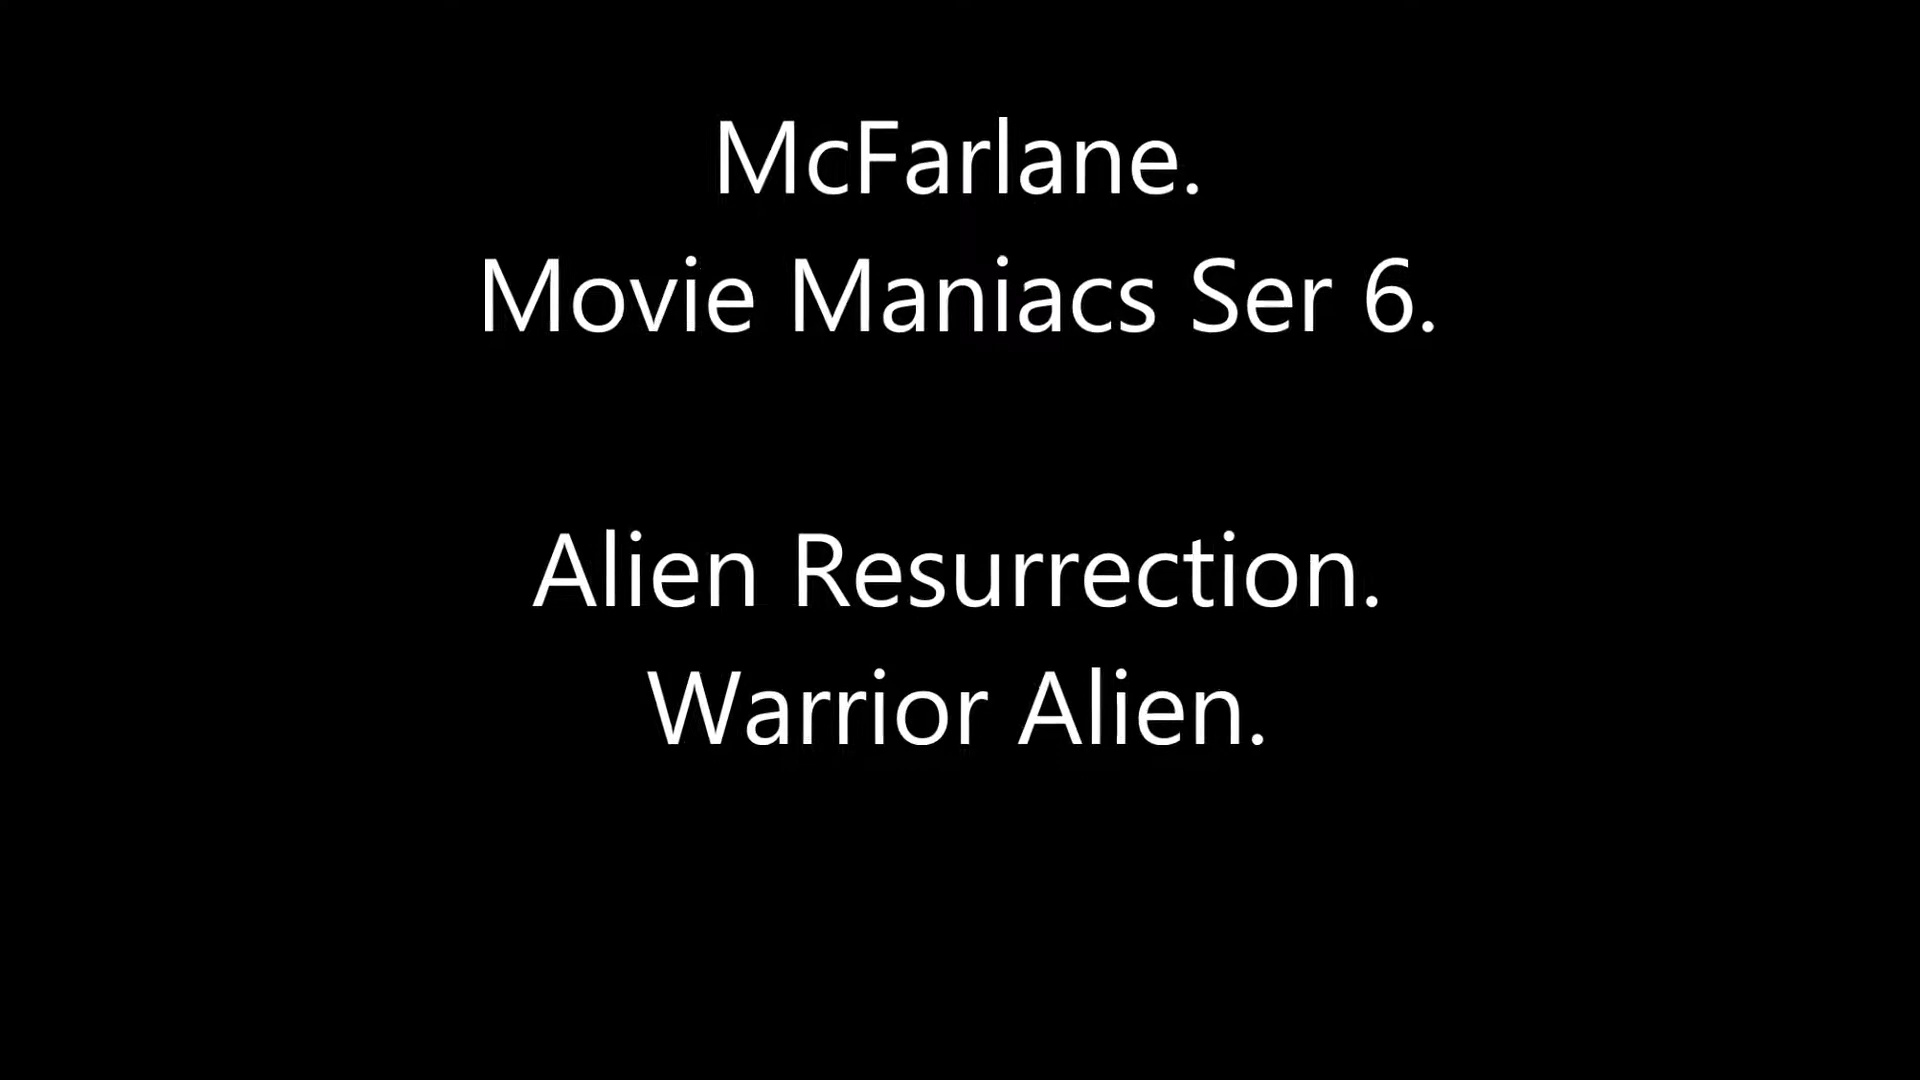 McFarlane.
Movie Maniacs Ser 6.
Alien Resurrection.
Warrior Alien.